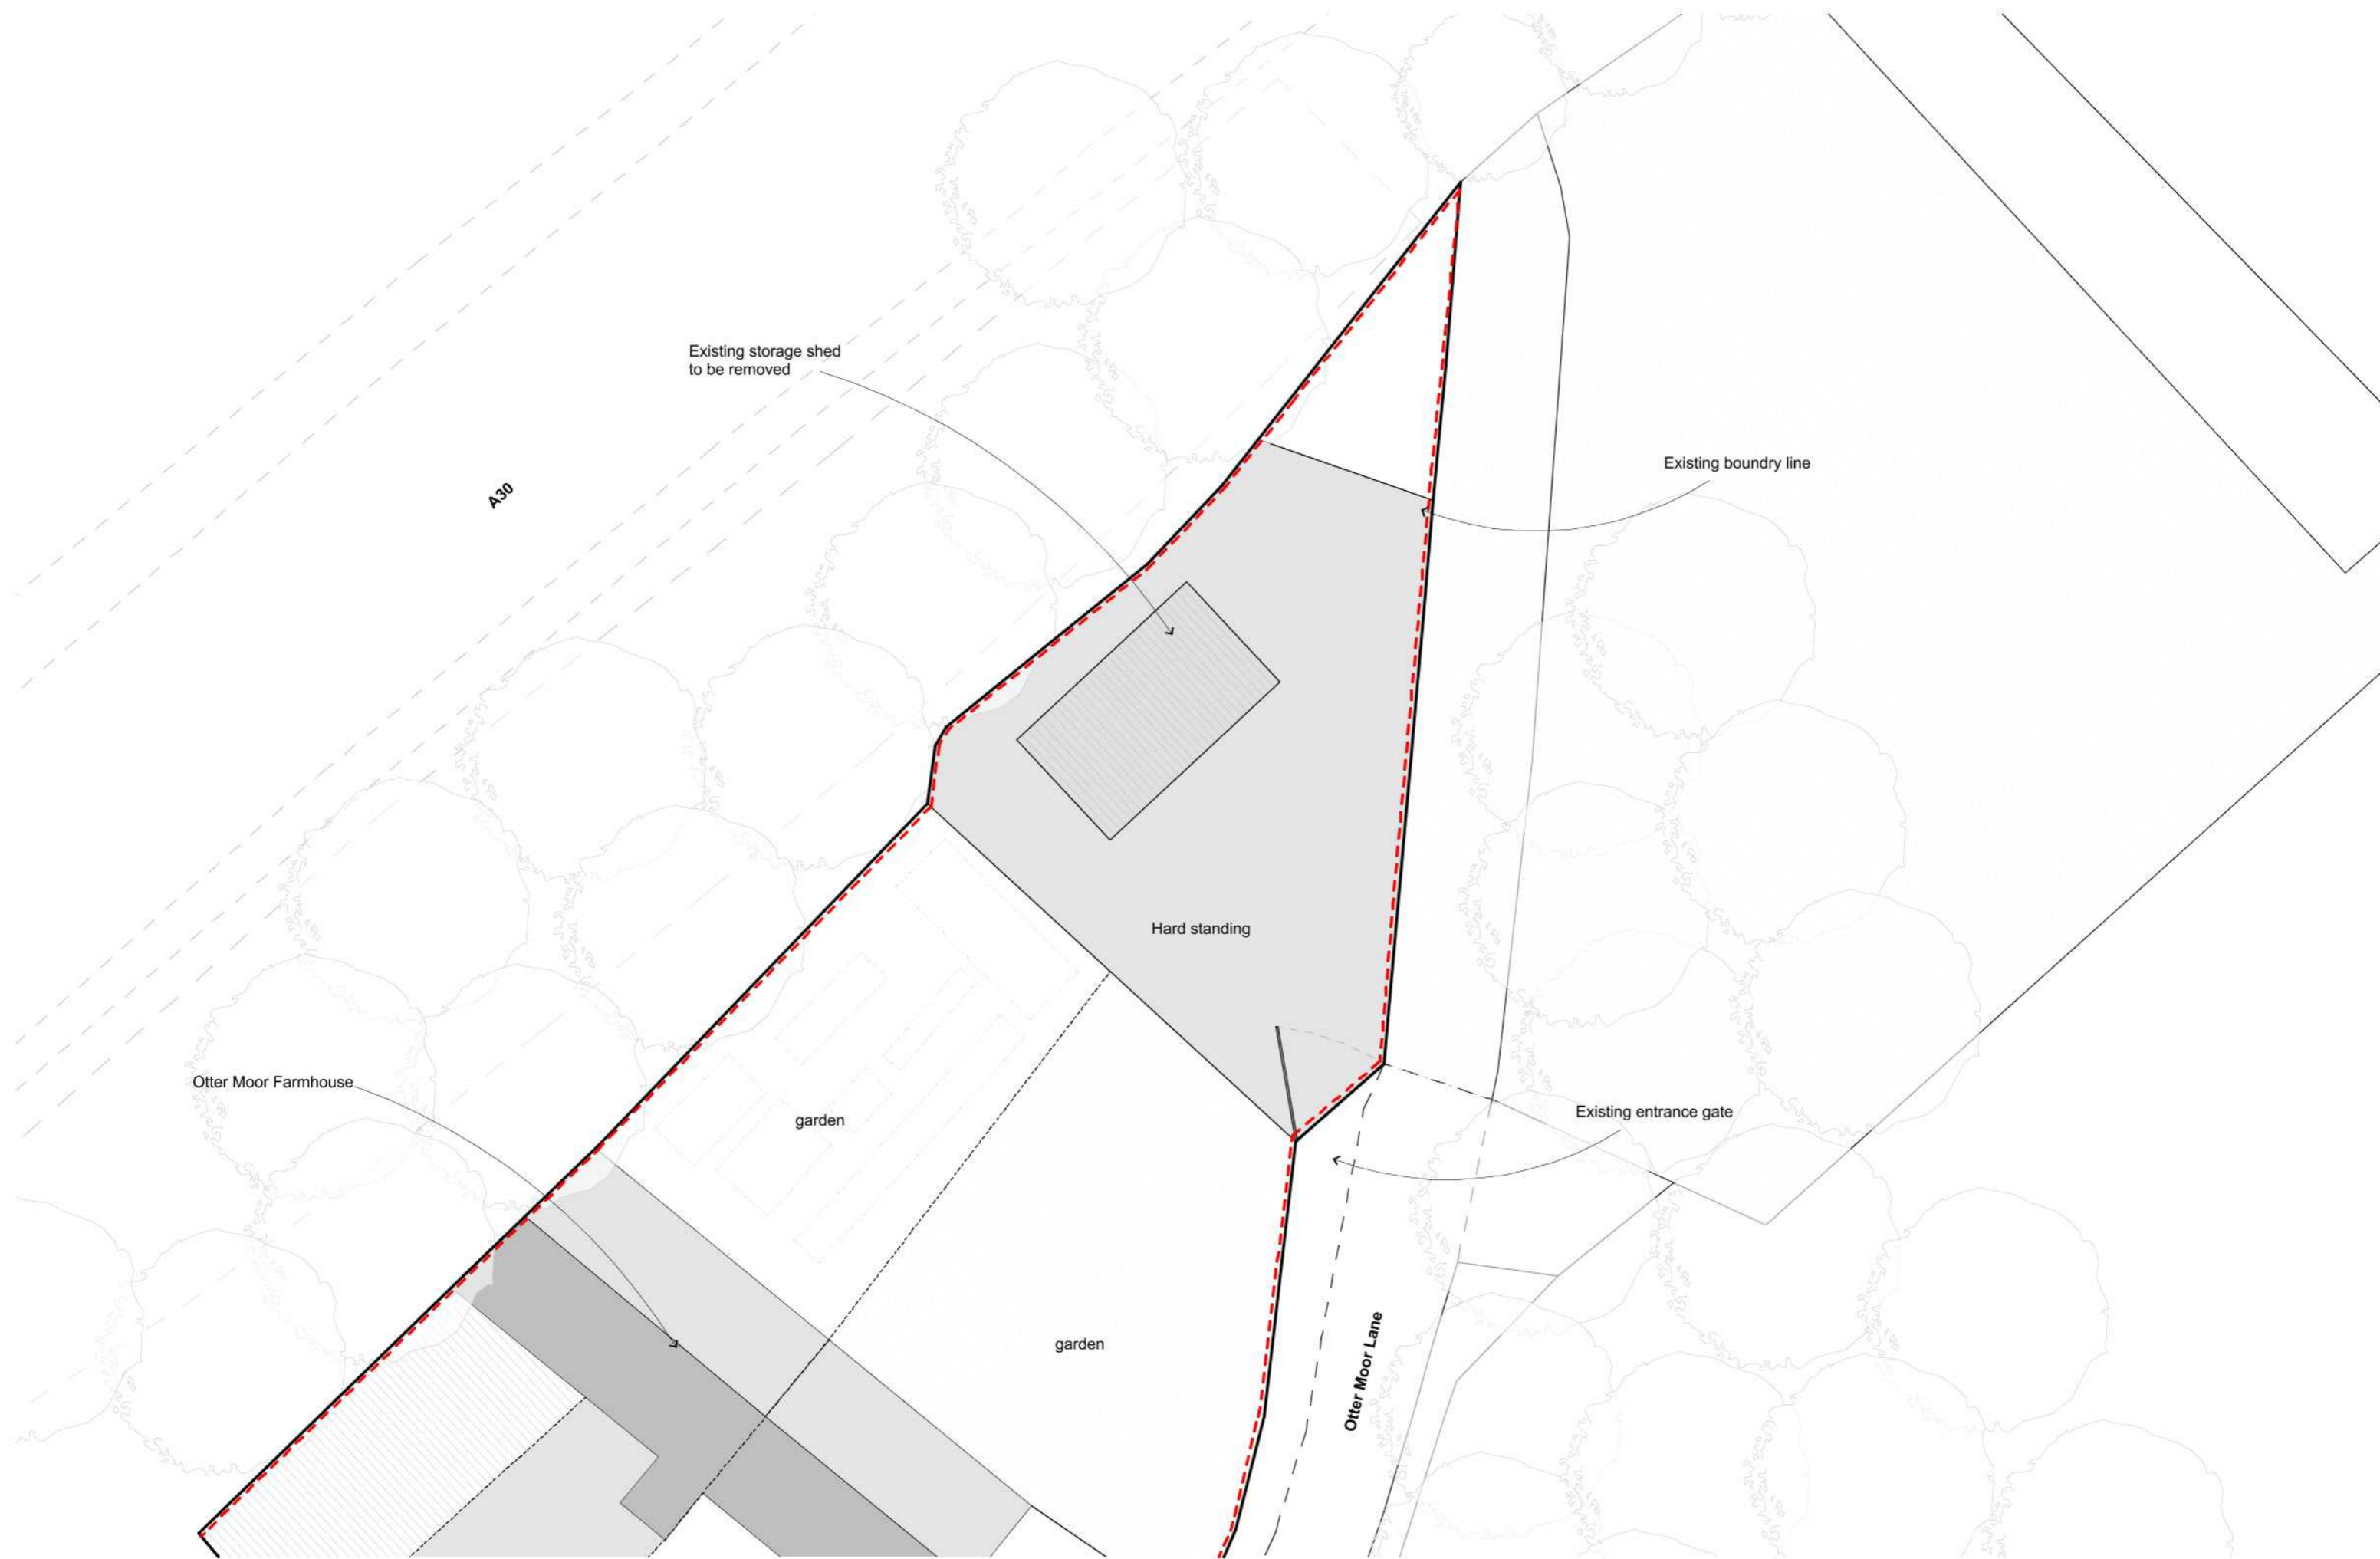 Existing storage shed
to be removed
Existing boundry line
A30
Hard standing
Otter Moor Farmhouse
Existing entrance gate
garden
garden
Otter Moor Lane